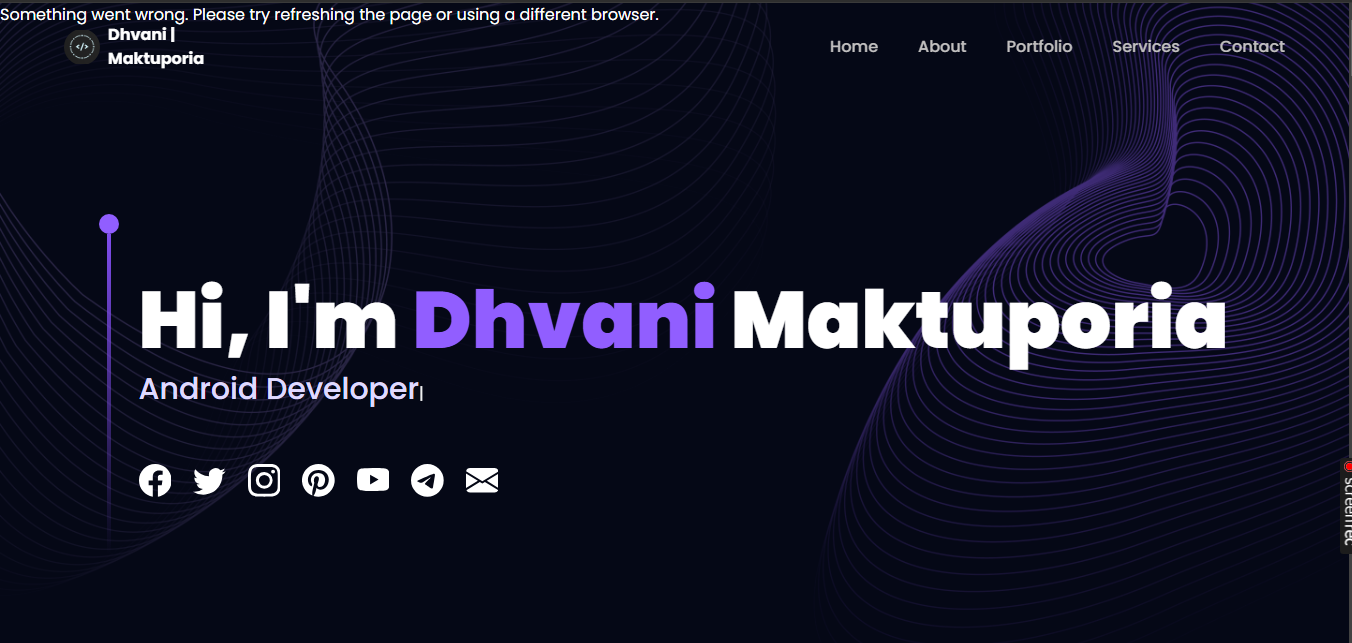 Something went wrong. Please try refreshing the page or using a different browser.
</>
Dhvani |
Maktuporia
Home About Portfolio Services Contact
Hi, I'm Dhvani Maktuporia
Android Developer|
screenrec